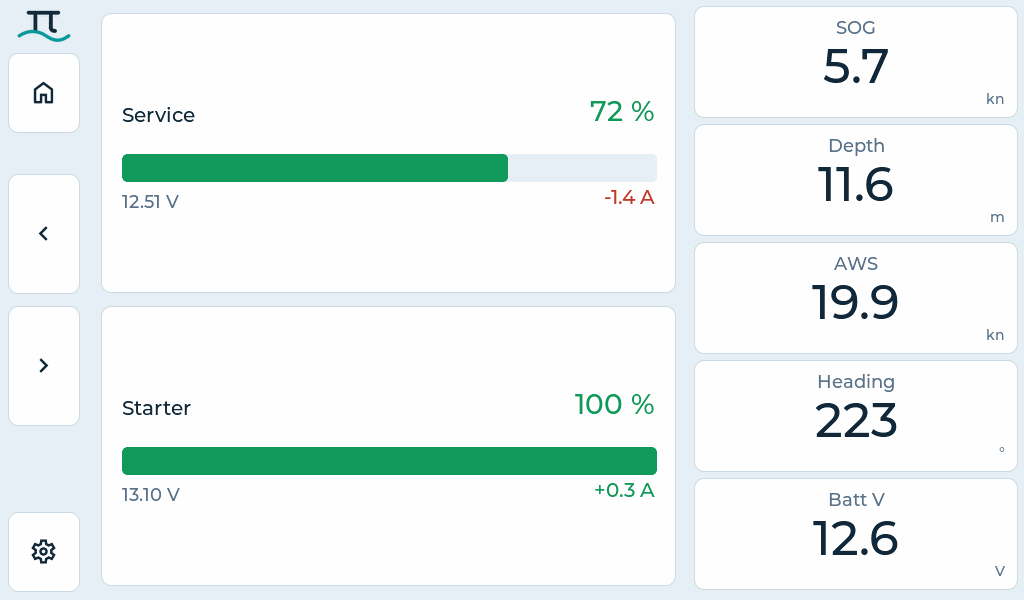 Service
72 %
12.51 V
-1.4 A
Starter
100 %
13.10 V
+0.3 A
SOG
5.7
kn
Depth
11.6
m
AWS
19.9
kn
Heading
223
°
Batt V
12.6
V